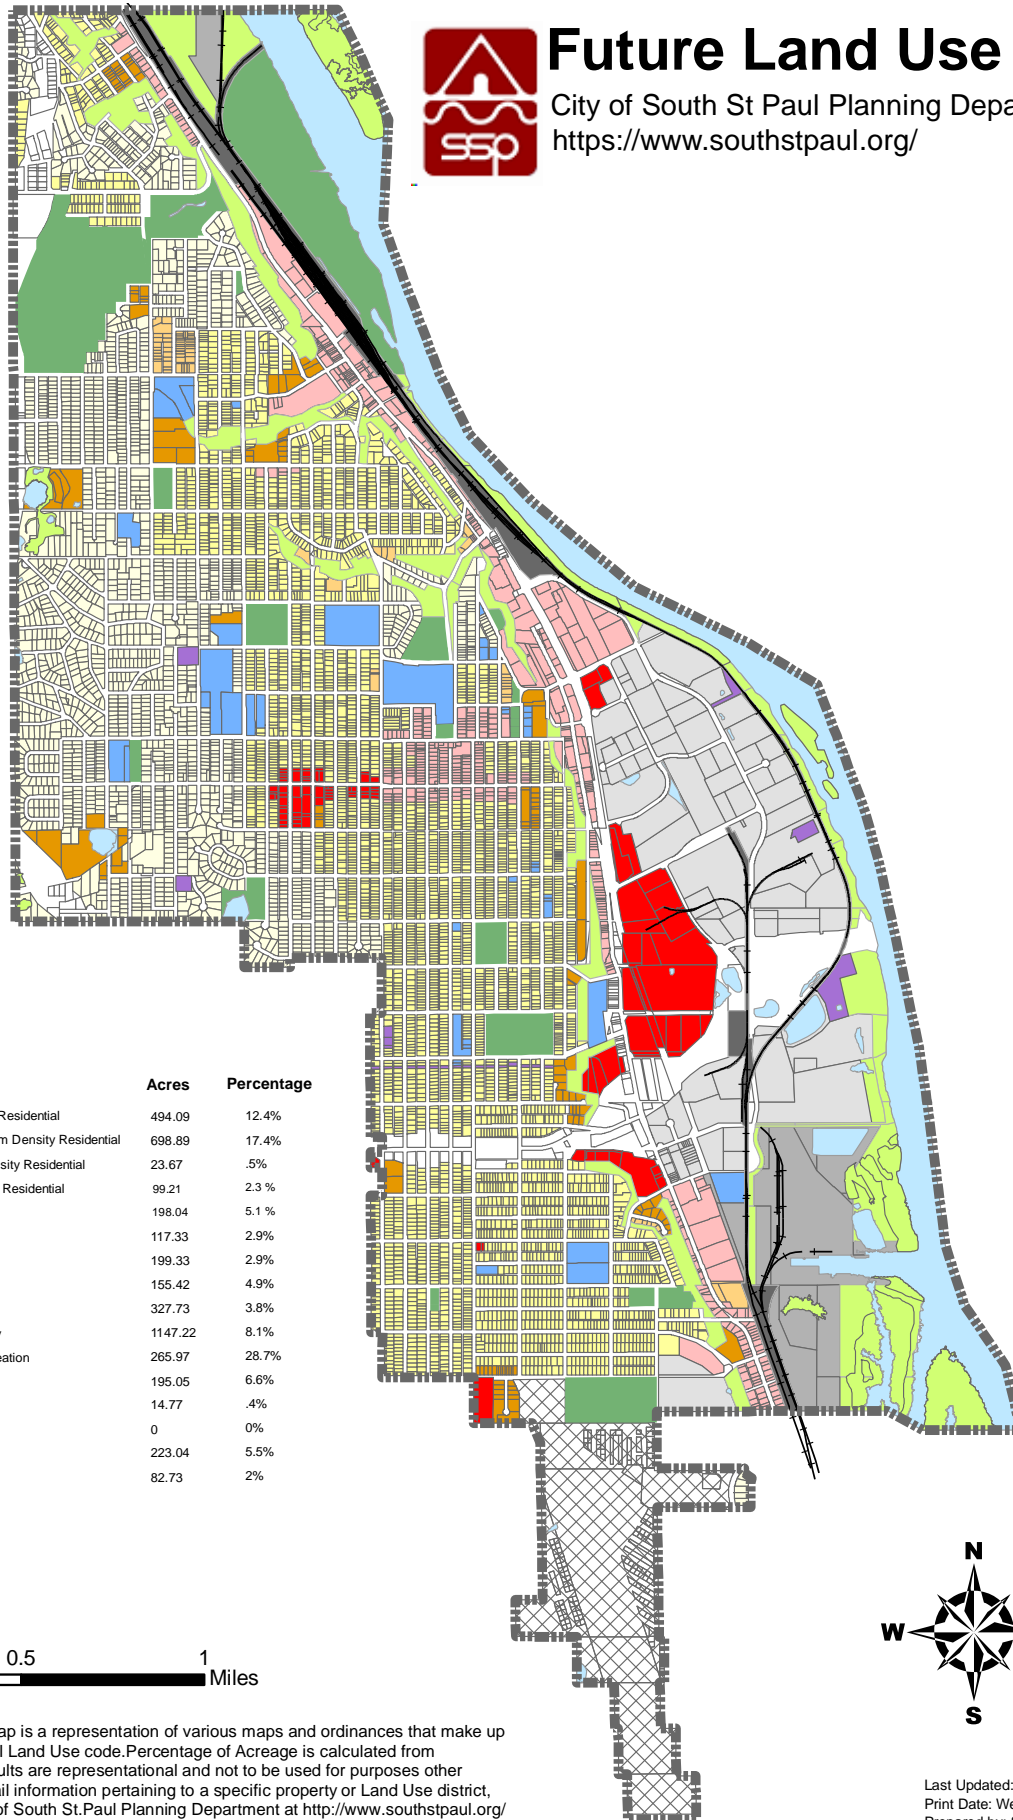 Future Land Use
City of South St Paul Planning Depa
https://www.southstpaul.org/
ssp
Acres Percentage
Residential 494.09 12.4%
m Density Residential 698.89 17.4%
sity Residential 23.67 .5%
Residential 99.21 2.3 %
198.04 5.1 %
117.33 2.9%
199.33 2.9%
155.42 4.9%
327.73 3.8%
y 1147.22 8.1%
eation 265.97 28.7%
195.05 6.6%
14.77 .4%
0 0%
223.04 5.5%
82.73 2%
0.5 1
Miles
N
W
S
ap is a representation of various maps and ordinances that make up
l Land Use code.Percentage of Acreage is calculated from
ults are representational and not to be used for purposes other
ail information pertaining to a specific property or Land Use district,
of South St.Paul Planning Department at http://www.southstpaul.org/
Last Updated:
Print Date: We